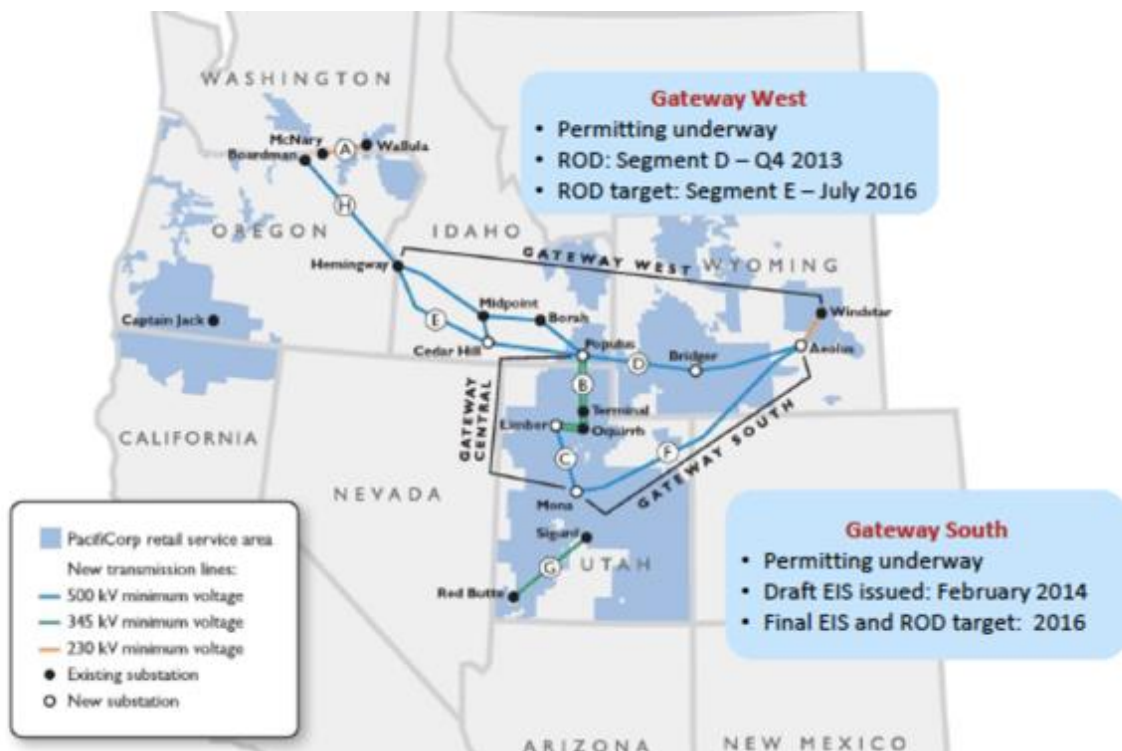 WASHINGTON
McNary
A
Wallula
Boardman
H
OREGON
IDAHO
Hemingway
GATEWAY WEST
WYOMING
Gateway West
• Permitting underway
• ROD: Segment D – Q4 2013
• ROD target: Segment E – July 2016
Captain Jack
E
Midpoint
Borah
Windstar
Cedar Hill
Populus
D
Bridger
Aeolus
GATEWAY CENTRAL
B
Terminal
Limber
Oquirrh
GATEWAY SOUTH
CALIFORNIA
C
F
NEVADA
Mona
Sigurd
UTAH
G
Red Butte
Gateway South
• Permitting underway
• Draft EIS issued: February 2014
• Final EIS and ROD target: 2016
PacifiCorp retail service area
New transmission lines:
500 kV minimum voltage
345 kV minimum voltage
230 kV minimum voltage
Existing substation
New substation
ARIZONA
NEW MEXICO